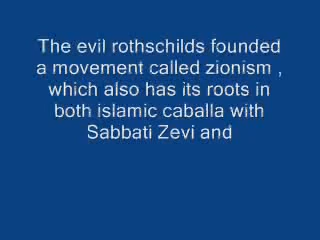 The evil rothschilds founded
a movement called zionism ,
which also has its roots in
both islamic caballa with
Sabbati Zevi and